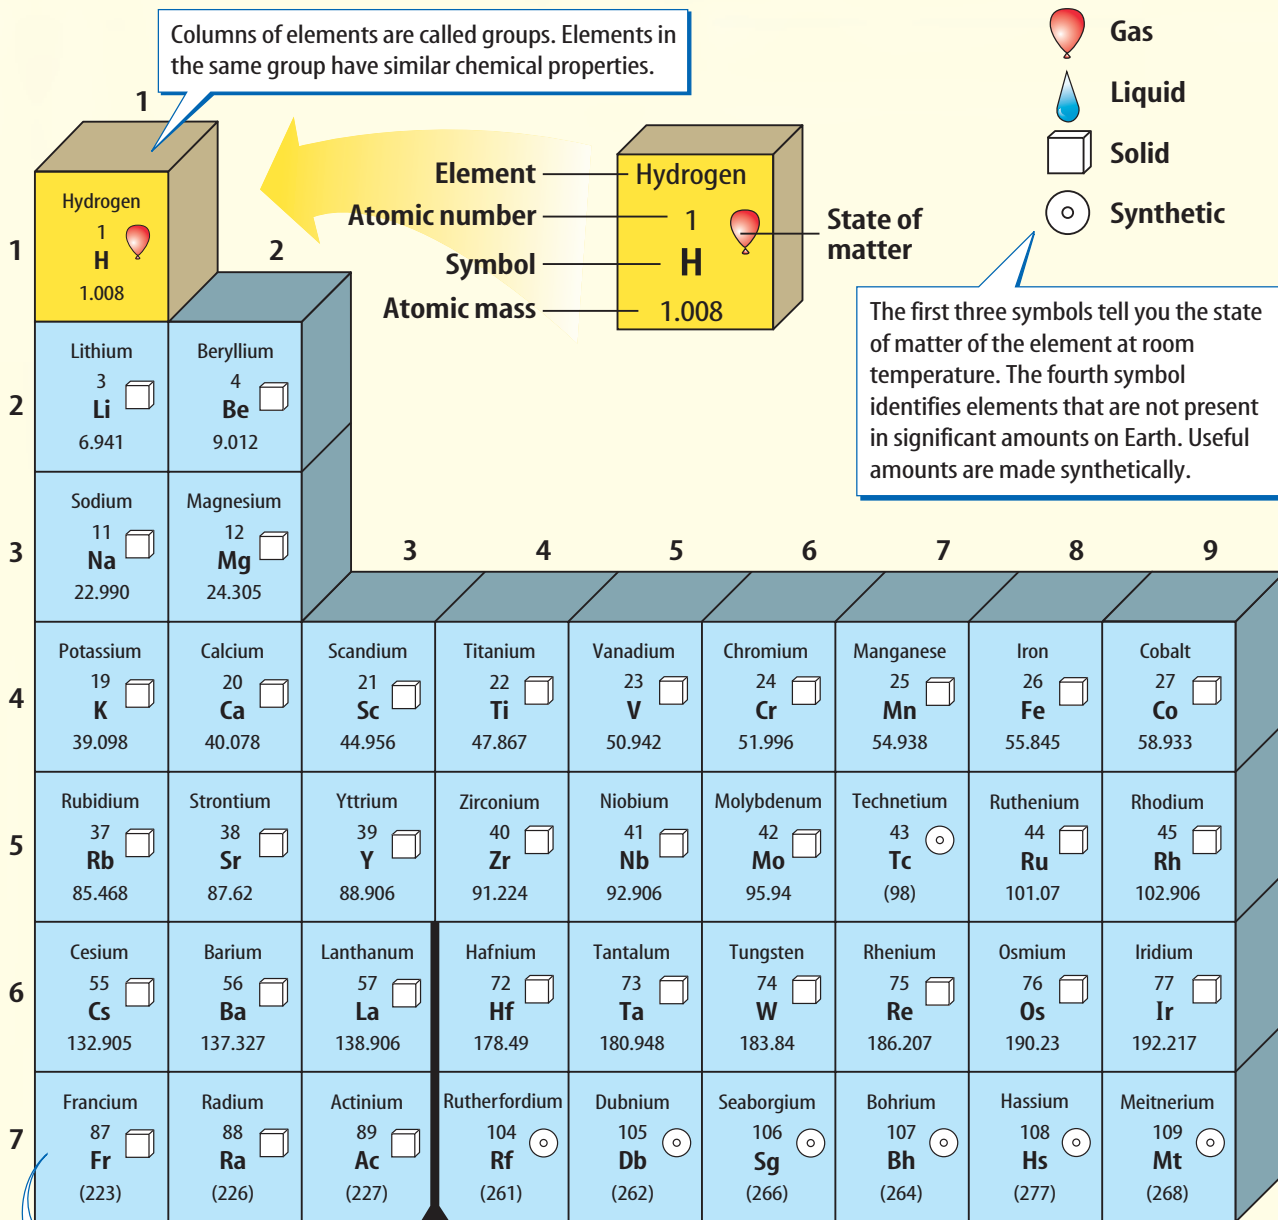 Columns of elements are called groups. Elements in
the same group have similar chemical properties.
Gas
Liquid
Solid
Synthetic
The first three symbols tell you the state
of matter of the element at room
temperature. The fourth symbol
identifies elements that are not present
in significant amounts on Earth. Useful
amounts are made synthetically.
Element
Atomic number
Symbol
Atomic mass
Hydrogen
1
H
1.008
State of
matter
1
2
3 4 5 6 7 8 9
1
Hydrogen
1
H
1.008
2
Lithium Beryllium
3 4
Li Be
6.941 9.012
3
Sodium Magnesium
11 12
Na Mg
22.990 24.305
4
Potassium Calcium Scandium Titanium Vanadium Chromium Manganese Iron Cobalt
19 20 21 22 23 24 25 26 27
K Ca Sc Ti V Cr Mn Fe Co
39.098 40.078 44.956 47.867 50.942 51.996 54.938 55.845 58.933
5
Rubidium Strontium Yttrium Zirconium Niobium Molybdenum Technetium Ruthenium Rhodium
37 38 39 40 41 42 43 44 45
Rb Sr Y Zr Nb Mo Tc Ru Rh
85.468 87.62 88.906 91.224 92.906 95.94 (98) 101.07 102.906
6
Cesium Barium Lanthanum Hafnium Tantalum Tungsten Rhenium Osmium Iridium
55 56 57 72 73 74 75 76 77
Cs Ba La Hf Ta W Re Os Ir
132.905 137.327 138.906 178.49 180.948 183.84 186.207 190.23 192.217
7
Francium Radium Actinium Rutherfordium Dubnium Seaborgium Bohrium Hassium Meitnerium
87 88 89 104 105 106 107 108 109
Fr Ra Ac Rf Db Sg Bh Hs Mt
(223) (226) (227) (261) (262) (266) (264) (277) (268)